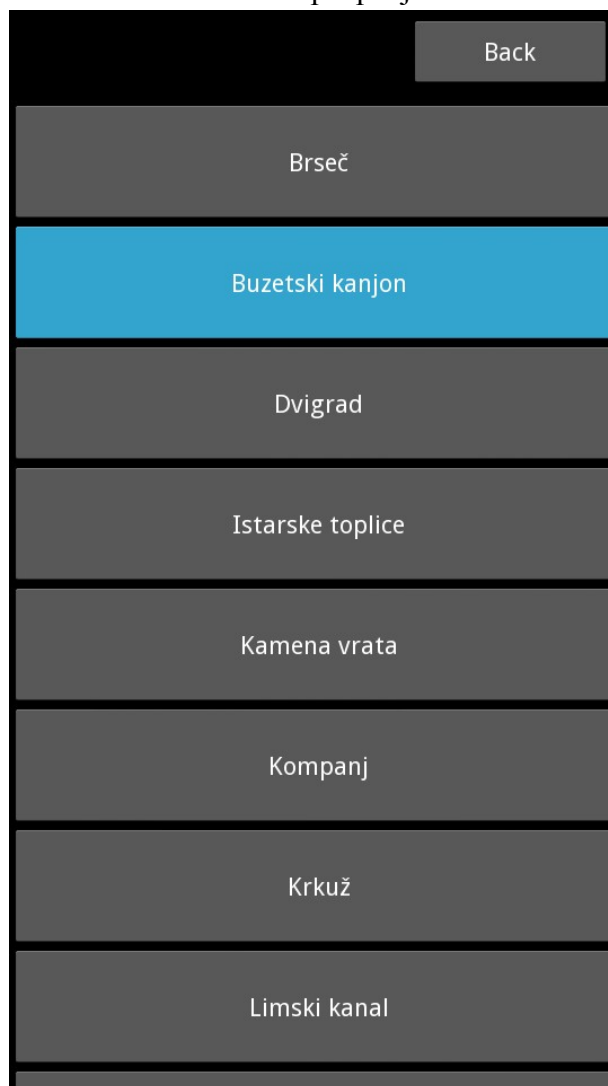 Back
Brseč
Buzetski kanjon
Dvigrad
Istarske toplice
Kamena vrata
Kompanj
Krkuž
Limski kanal